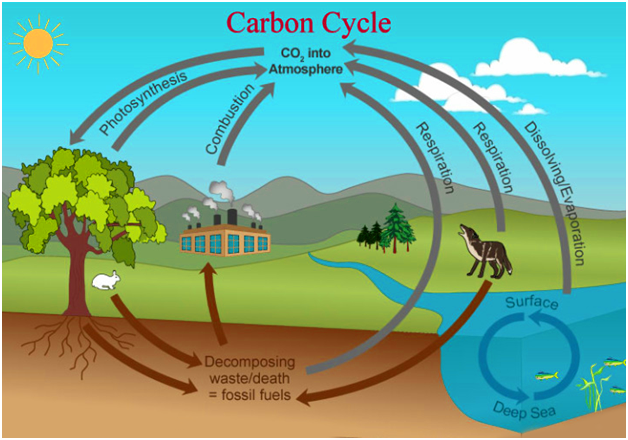 Carbon Cycle
CO₂ into
Atmosphere
Photosynthesis
Combustion
Respiration
Respiration
Dissolving/Evaporation
Surface
Deep Sea
Decomposing
waste/death
= fossil fuels